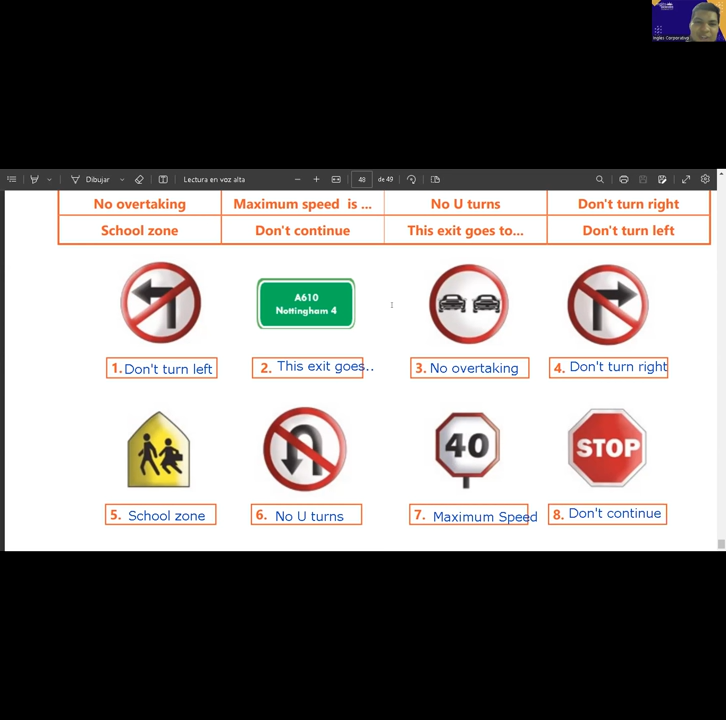 Ingles Corporativo
Dibujar
Lectura en voz alta
48 de 49
No overtaking Maximum speed is ... No U turns Don't turn right
School zone Don't continue This exit goes to... Don't turn left
A610
Nottingham 4
1. Don't turn left 2. This exit goes.. 3. No overtaking 4. Don't turn right
40 STOP
5. School zone 6. No U turns 7. Maximum Speed 8. Don't continue